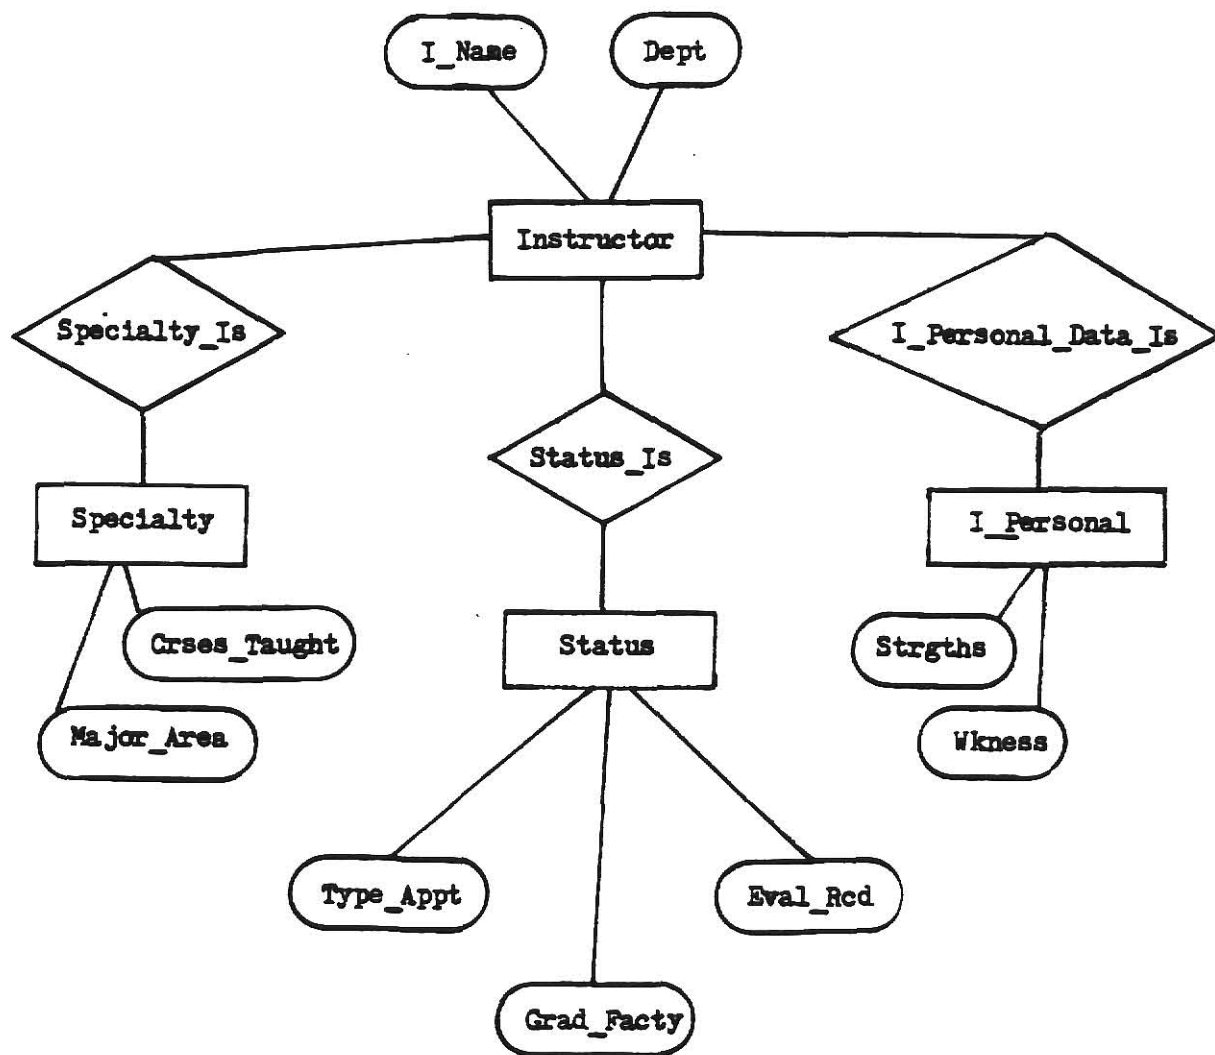 I_Name
Dept
Instructor
Specialty_Is
I_Personal_Data_Is
Status_Is
Specialty
I_Personal
Crses_Taught
Status
Strgths
Major_Area
Wkness
Type_Appt
Eval_Rcd
Grad_Facty